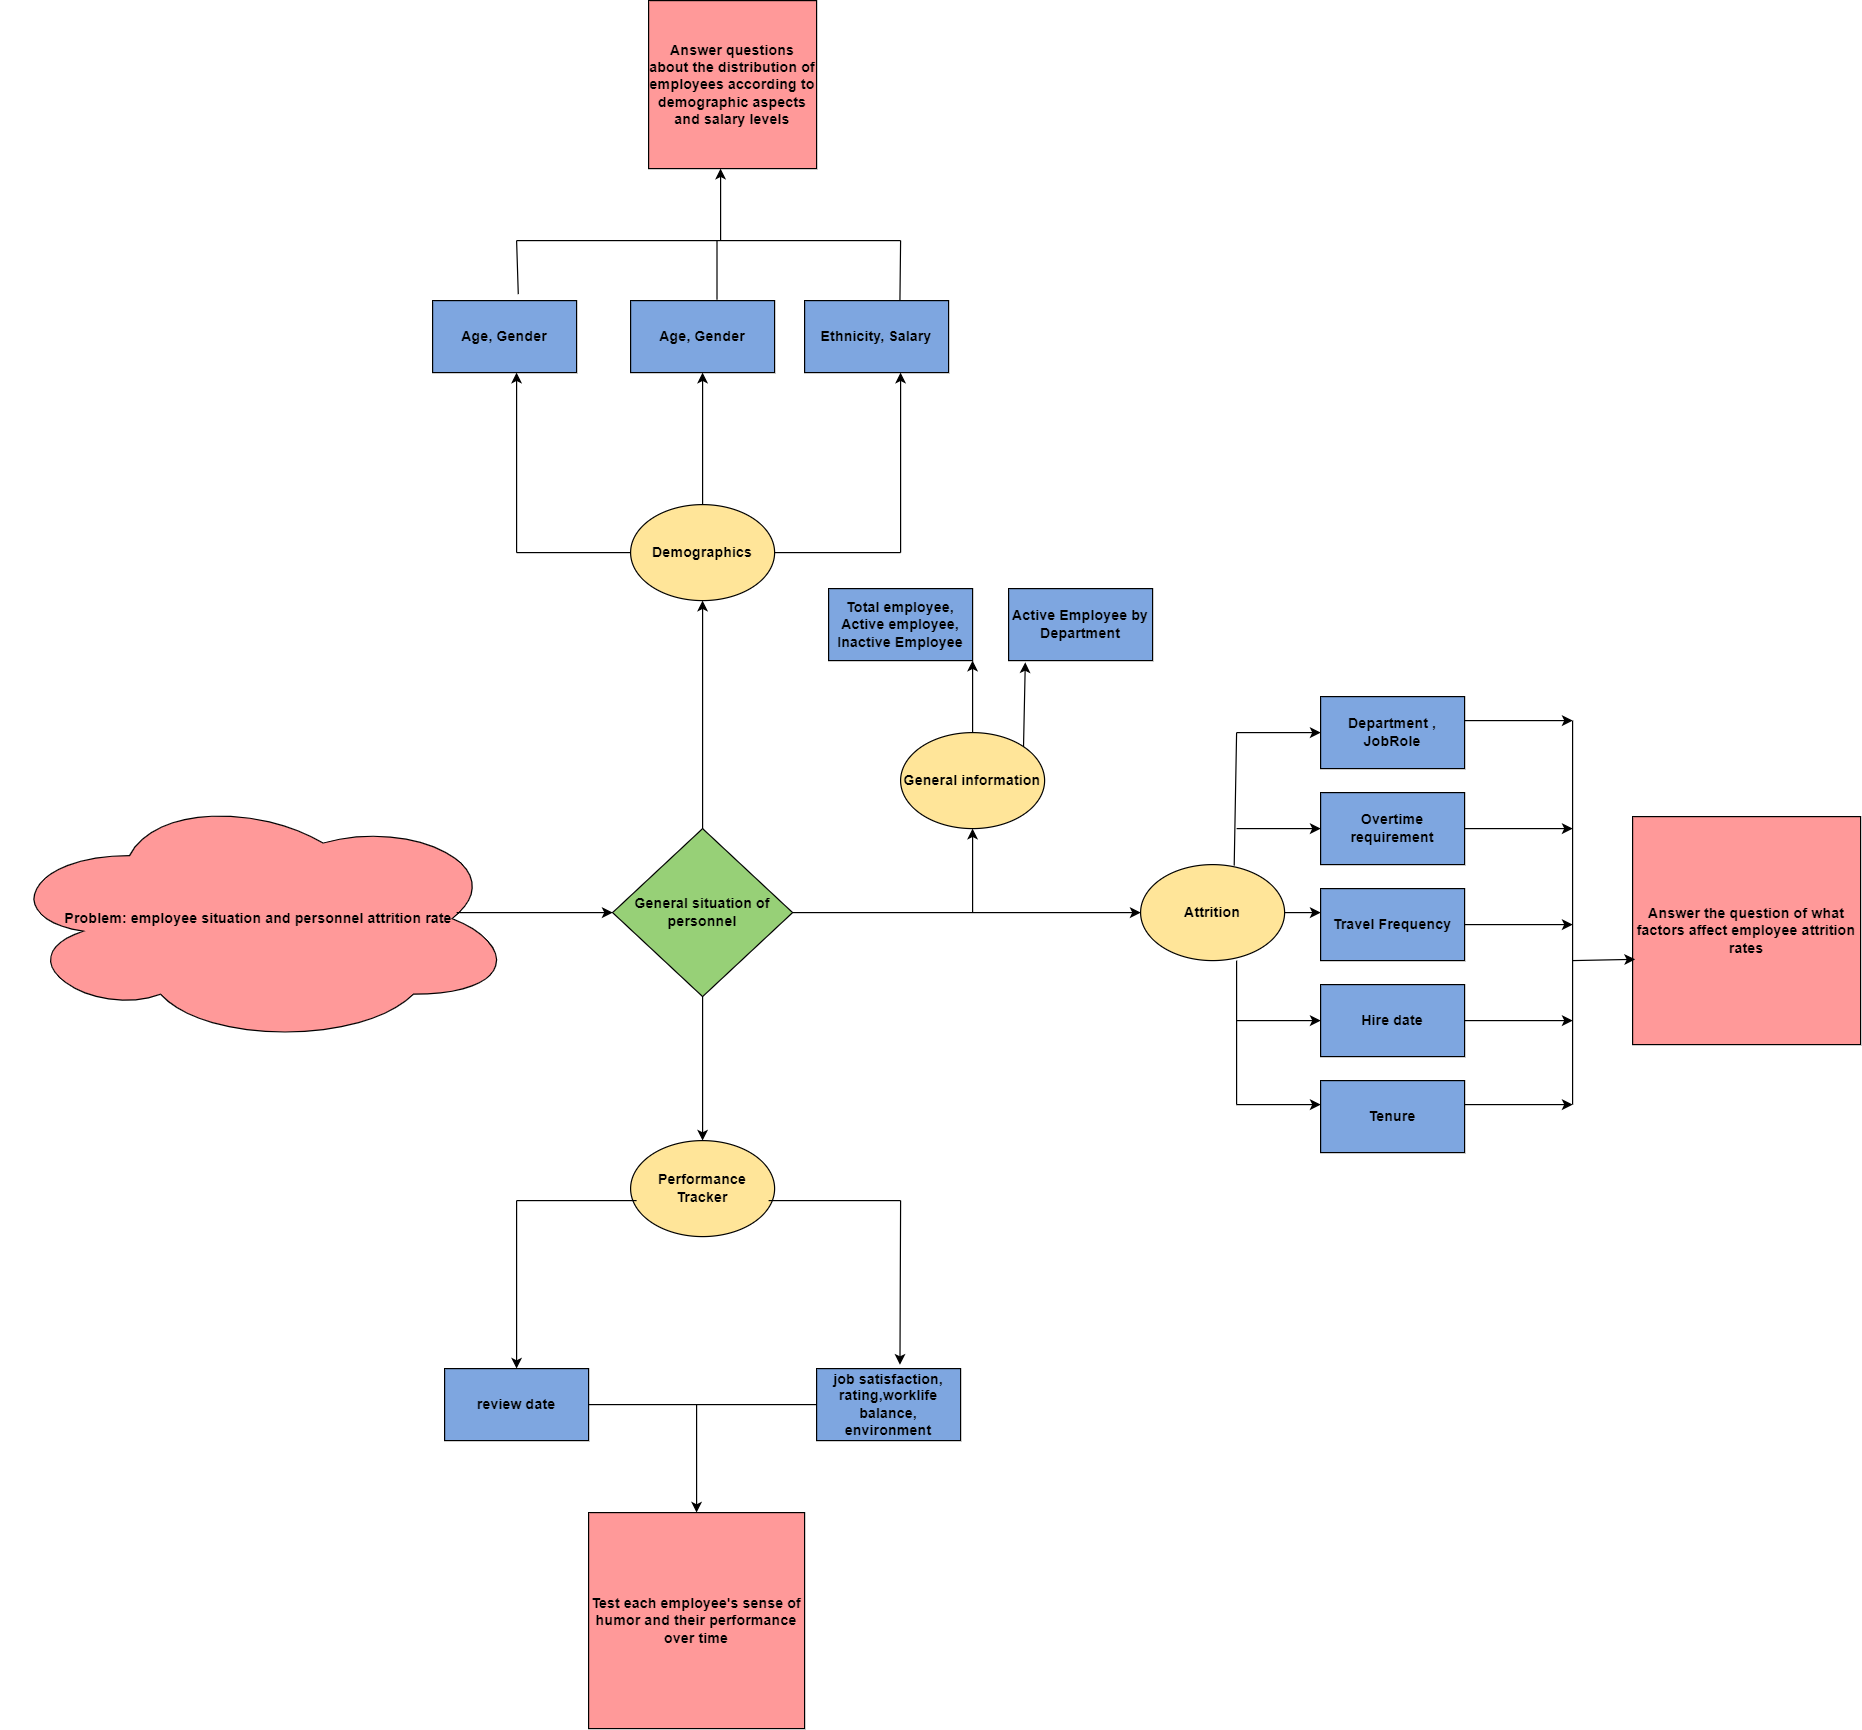 Answer questions
about the distribution of
employees according to
demographic aspects
and salary levels
Age, Gender
Age, Gender
Ethnicity, Salary
Demographics
Total employee,
Active employee,
Inactive Employee
Active Employee by
Department
General information
Department ,
JobRole
Overtime
requirement
Problem: employee situation and personnel attrition rate
General situation of
personnel
Attrition
Travel Frequency
Answer the question of what
factors affect employee attrition
rates
Hire date
Tenure
Performance
Tracker
review date
job satisfaction,
rating,worklife
balance,
environment
Test each employee's sense of
humor and their performance
over time